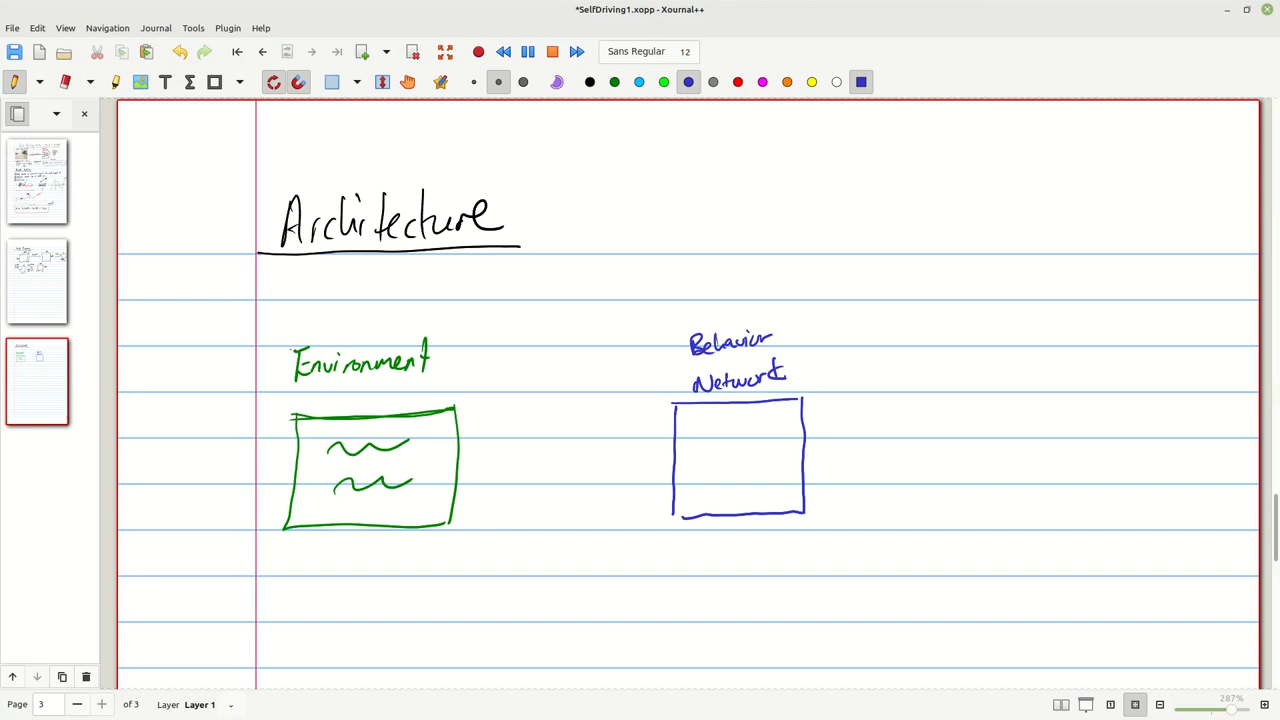 *SelfDriving1.xopp - Xournal++
File Edit View Navigation Journal Tools Plugin Help
Sans Regular 12
Architecture
Environment
Behavior
Network
Page 3 of 3 Layer Layer 1
287%